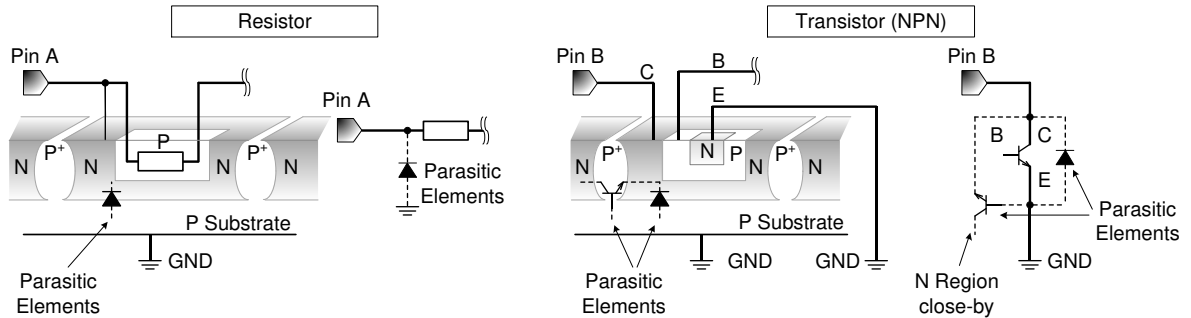 Resistor
Transistor (NPN)
Pin A
Pin B
C
B
E
Pin B
Pin A
N
P+
N
P
N
P+
N
Parasitic
Elements
N
P+
N
N
P
N
P+
N
B
C
E
P Substrate
GND
Parasitic
Elements
P Substrate
GND
GND
Parasitic
Elements
Parasitic
Elements
N Region
close-by
GND